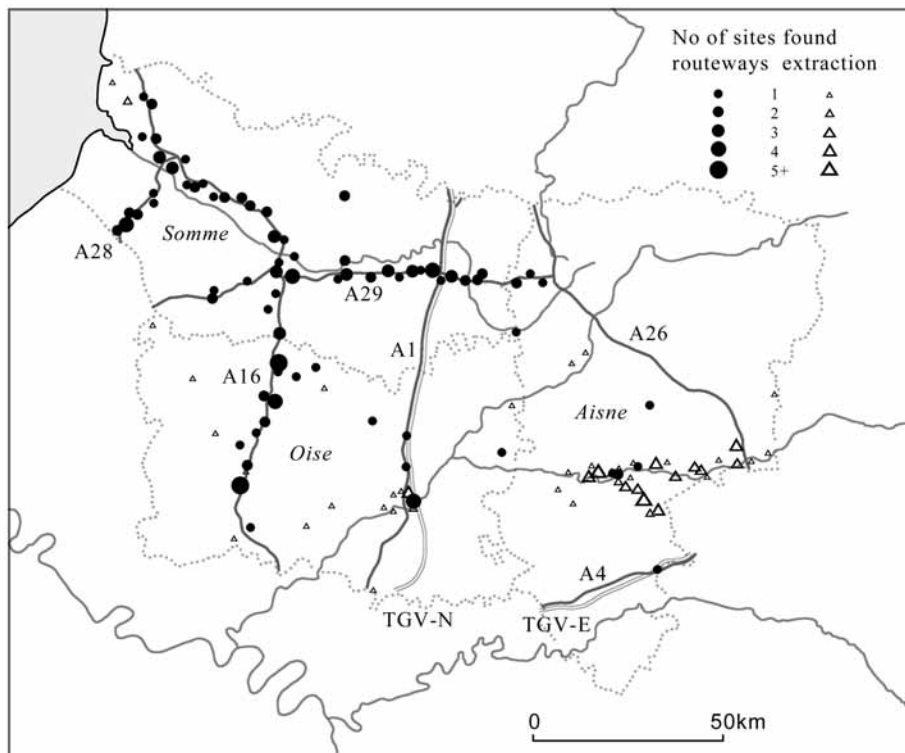 No of sites found
routeways extraction
1
2
3
4
5+
A28
Somme
A29
A1
A26
A16
Aisne
Oise
A4
TGV-N
TGV-E
0 50km